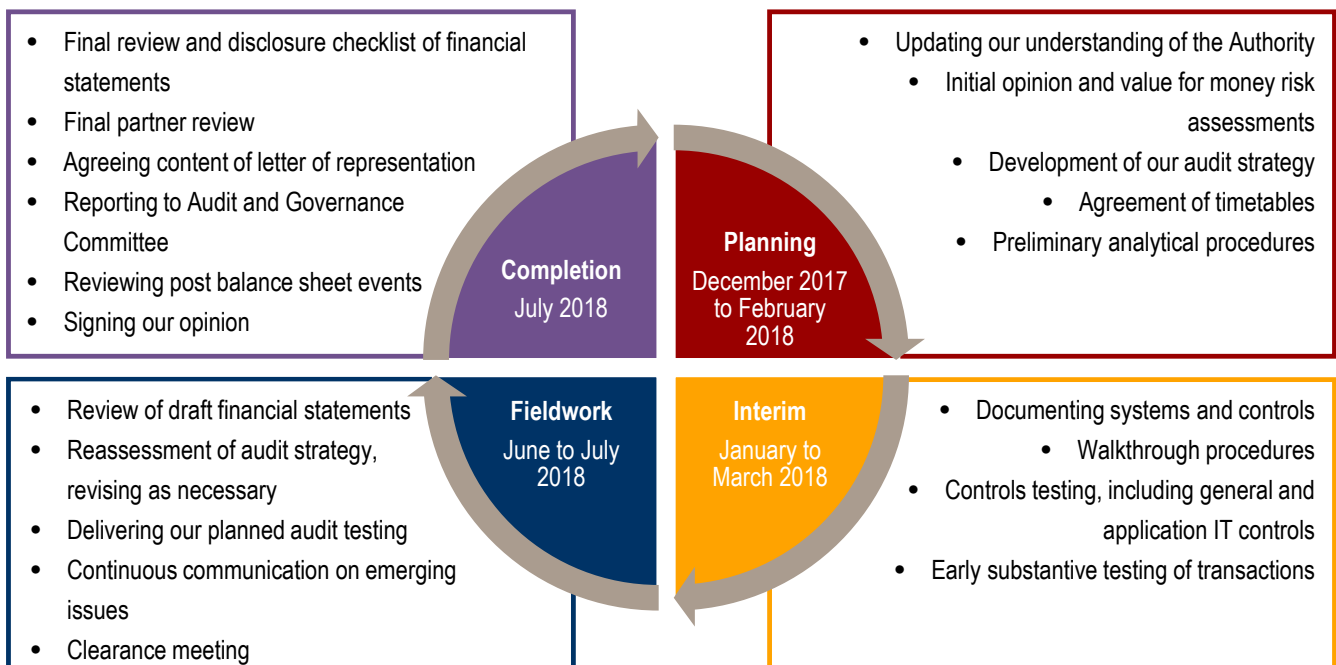 • Final review and disclosure checklist of financial
statements
• Final partner review
• Agreeing content of letter of representation
• Reporting to Audit and Governance
Committee
• Reviewing post balance sheet events
• Signing our opinion
Completion
July 2018
Planning
December 2017
to February
2018
• Updating our understanding of the Authority
• Initial opinion and value for money risk
assessments
• Development of our audit strategy
• Agreement of timetables
• Preliminary analytical procedures
• Review of draft financial statements
• Reassessment of audit strategy,
revising as necessary
• Delivering our planned audit testing
• Continuous communication on emerging
issues
• Clearance meeting
Fieldwork
June to July
2018
Interim
January to
March 2018
• Documenting systems and controls
• Walkthrough procedures
• Controls testing, including general and
application IT controls
• Early substantive testing of transactions